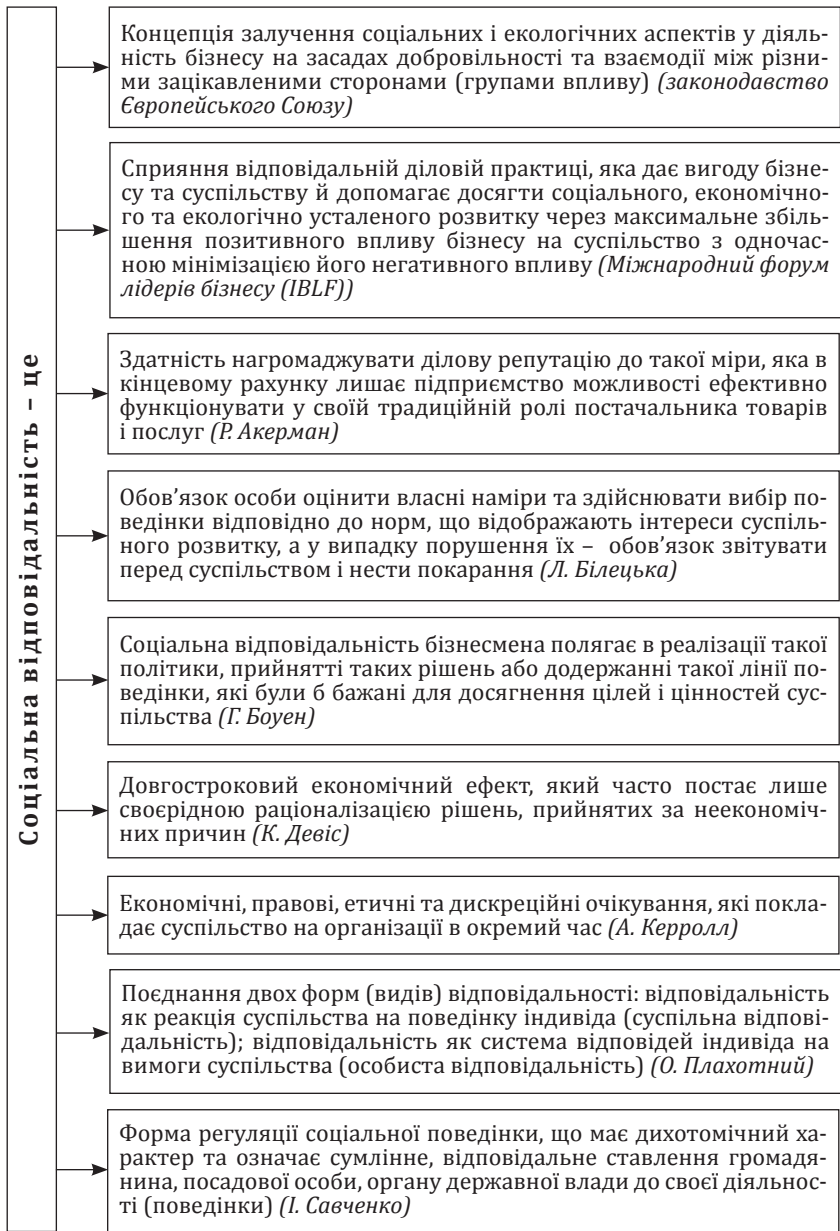 Соціальна відповідальність – це
Концепція залучення соціальних і екологічних аспектів у діяль-
ність бізнесу на засадах добровільності та взаємодії між різни-
ми зацікавленими сторонами (групами впливу) (законодавство
Європейського Союзу)
Сприяння відповідальній діловій практиці, яка дає вигоду бізне-
су та суспільству й допомагає досягти соціального, економічно-
го та екологічно усталеного розвитку через максимальне збіль-
шення позитивного впливу бізнесу на суспільство з одночас-
ною мінімізацією його негативного впливу (Міжнародний форум
лідерів бізнесу (IBLF))
Здатність нагромаджувати ділову репутацію до такої міри, яка в
кінцевому рахунку лишає підприємство можливості ефективно
функціонувати у своїй традиційній ролі постачальника товарів
і послуг (Р. Акерман)
Обов’язок особи оцінити власні наміри та здійснювати вибір по-
ведінки відповідно до норм, що відображають інтереси суспіль-
ного розвитку, а у випадку порушення їх – обов’язок звітувати
перед суспільством і нести покарання (Л. Білецька)
Соціальна відповідальність бізнесмена полягає в реалізації такої
політики, прийнятті таких рішень або додержанні такої лінії по-
ведінки, які були б бажані для досягнення цілей і цінностей сус-
пільства (Г. Боуен)
Довгостроковий економічний ефект, який часто постає лише
своєрідною раціоналізацією рішень, прийнятих за неекономіч-
них причин (К. Девіс)
Економічні, правові, етичні та дискреційні очікування, які покла-
дає суспільство на організації в окремий час (А. Керролл)
Поєднання двох форм (видів) відповідальності: відповідальність
як реакція суспільства на поведінку індивіда (суспільна відпові-
дальність); відповідальність як система відповідей індивіда на
вимоги суспільства (особиста відповідальність) (О. Плахотний)
Форма регуляції соціальної поведінки, що має дихотомічний ха-
рактер та означає сумлінне, відповідальне ставлення громадя-
нина, посадової особи, органу державної влади до своєї діяльнос-
ті (поведінки) (І. Савченко)